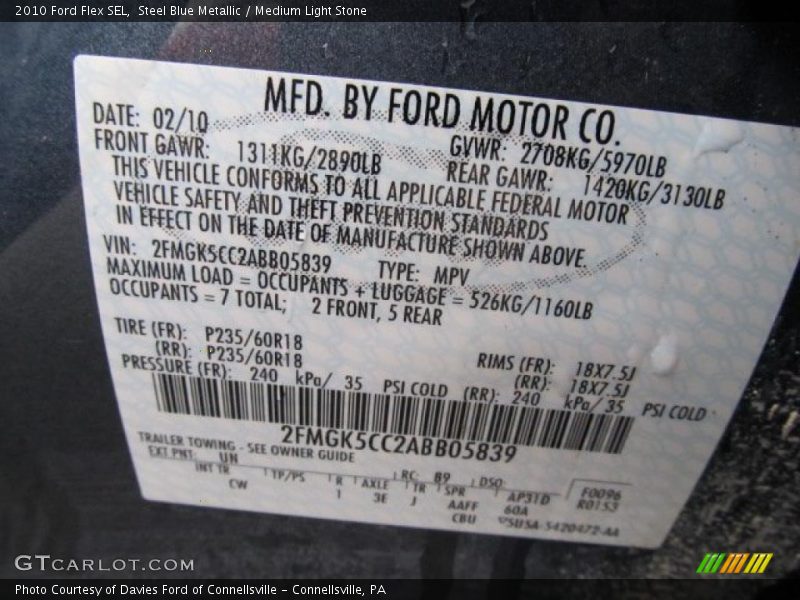 2010 Ford Flex SEL, Steel Blue Metallic / Medium Light Stone
MFD. BY FORD MOTOR CO.
DATE: 02/10 GVWR: 2708KG/5970LB
FRONT GAWR: 1311KG/2890LB REAR GAWR: 1420KG/3130LB
THIS VEHICLE CONFORMS TO ALL APPLICABLE FEDERAL MOTOR
VEHICLE SAFETY AND THEFT PREVENTION STANDARDS
IN EFFECT ON THE DATE OF MANUFACTURE SHOWN ABOVE.
VIN: 2FMGK5CC2ABB05839 TYPE: MPV
MAXIMUM LOAD = OCCUPANTS + LUGGAGE = 526KG/1160LB
OCCUPANTS = 7 TOTAL; 2 FRONT, 5 REAR
TIRE (FR): P235/60R18 RIMS (FR): 18X7.5J
(RR): P235/60R18 (RR): 18X7.5J
PRESSURE (FR): 240 kPa/ 35 PSI COLD (RR): 240 kPa/ 35 PSI COLD
2FMGK5CC2ABB05839
TRAILER TOWING - SEE OWNER GUIDE
EXT PNT: UN RC: 89 DSO: F0096
INT TR TP/PS R AXLE TR SPR AP3TD R0153
CW 1 3E J AAFF 60A
CBU 5U5A-5420472-AA
GTCARLOT.COM
Photo Courtesy of Davies Ford of Connellsville – Connellsville, PA